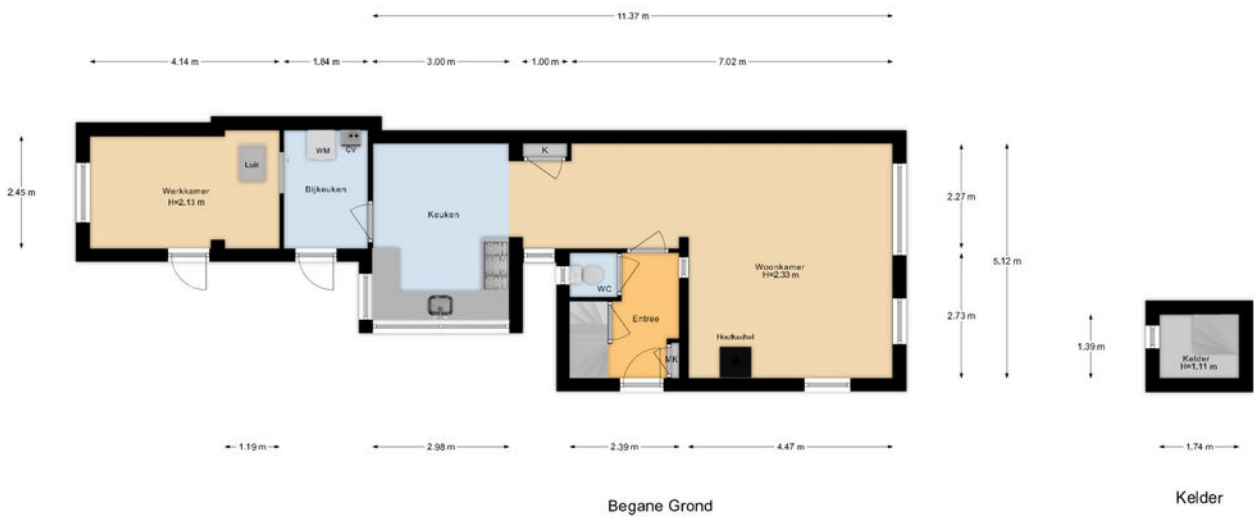 11.37 m
4.14 m 1.84 m 3.00 m 1.00 m 7.02 m
2.45 m
Werkkamer
H=2.13 m
Luik
WM
CV
Bijkeuken
Keuken
K
WC
Entree
MK
Woonkamer
H=2.33 m
Houtkachel
2.27 m
5.12 m
2.73 m
1.39 m
Kelder
H=1.11 m
1.19 m 2.98 m 2.39 m 4.47 m 1.74 m
Begane Grond
Kelder